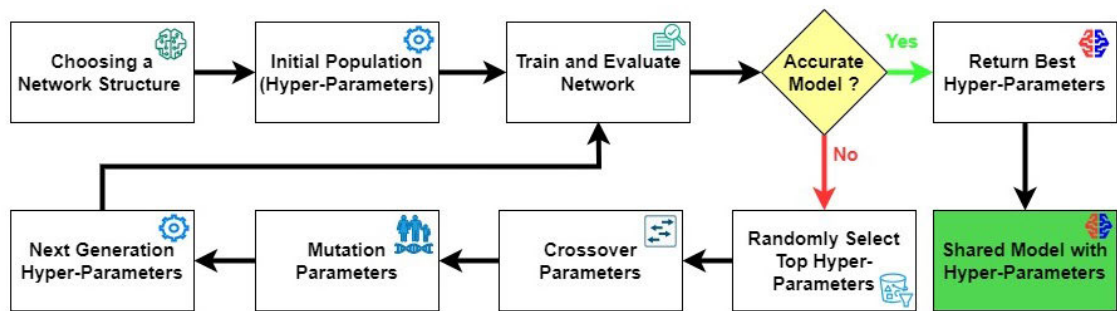 Choosing a
Network Structure
Initial Population
(Hyper-Parameters)
Train and Evaluate
Network
Accurate
Model ?
Yes
Return Best
Hyper-Parameters
No
Next Generation
Hyper-Parameters
Mutation
Parameters
Crossover
Parameters
Randomly Select
Top Hyper-
Parameters
Shared Model with
Hyper-Parameters